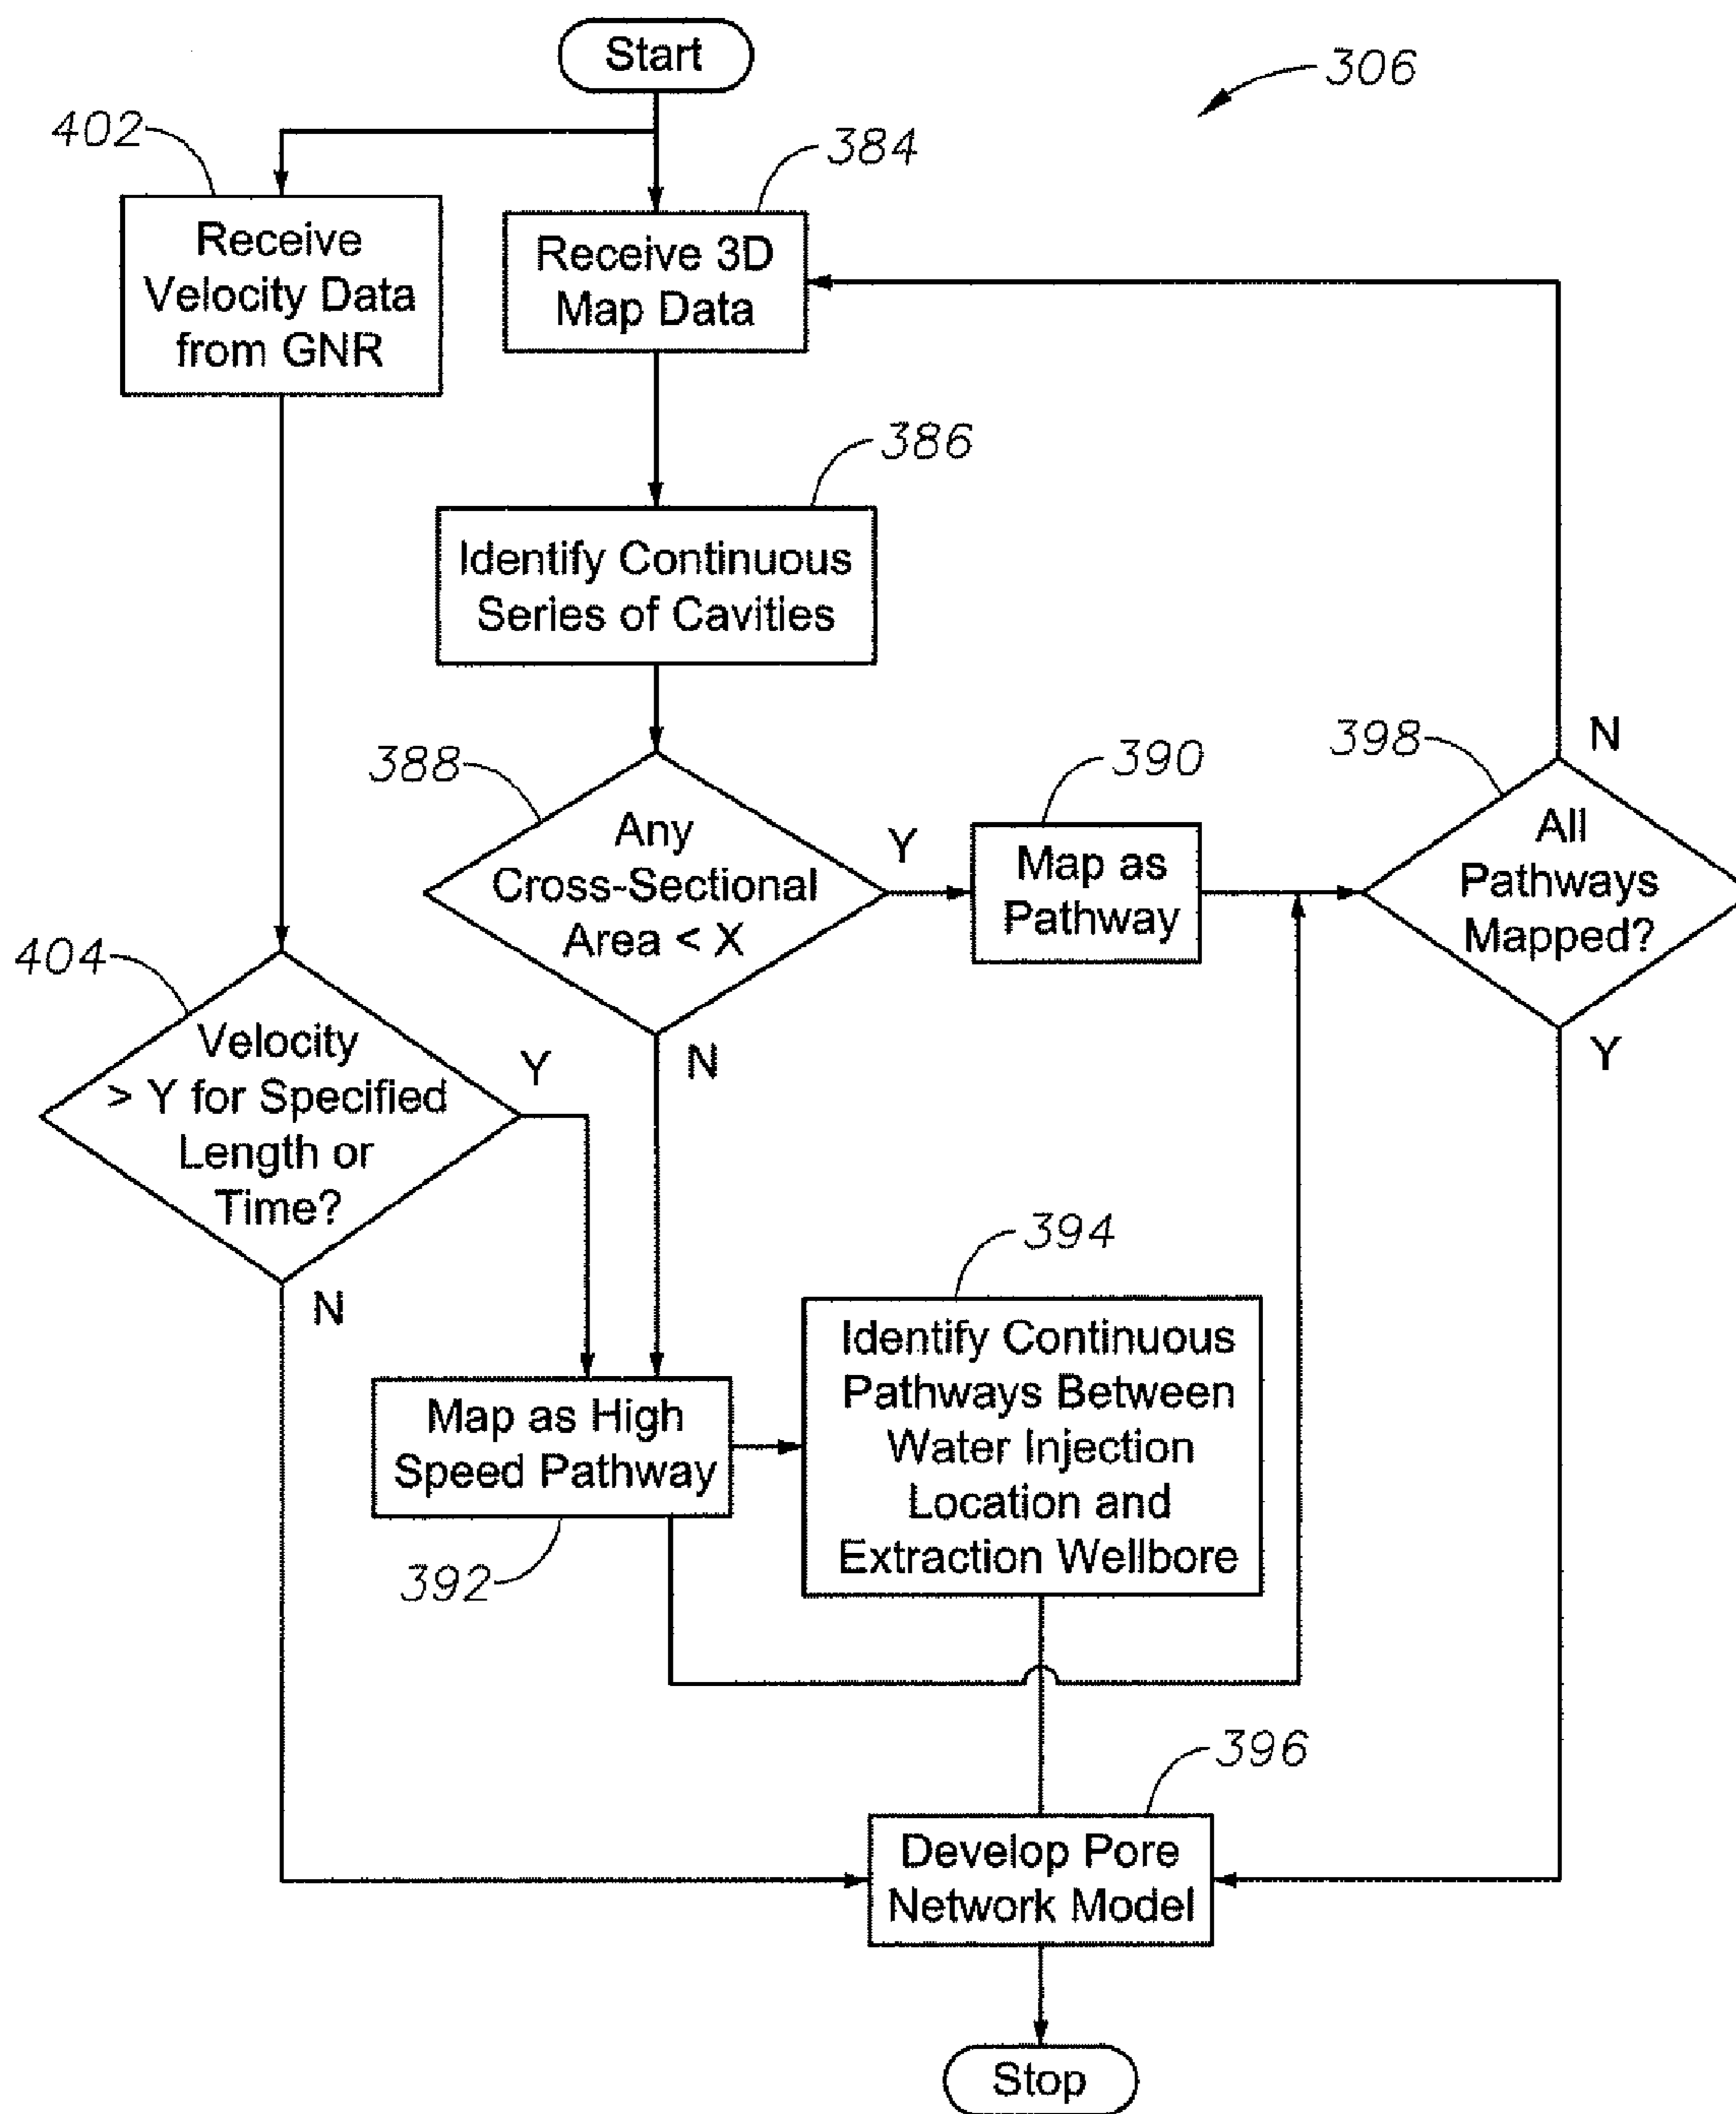 Start
306
402
384
Receive
Velocity Data
from GNR
Receive 3D
Map Data
386
Identify Continuous
Series of Cavities
388
Any
Cross-Sectional
Area < X
Y
N
390
Map as
Pathway
398
All
Pathways
Mapped?
N
Y
404
Velocity
> Y for Specified
Length or
Time?
Y
N
394
Identify Continuous
Pathways Between
Water Injection
Location and
Extraction Wellbore
Map as High
Speed Pathway
392
396
Develop Pore
Network Model
Stop